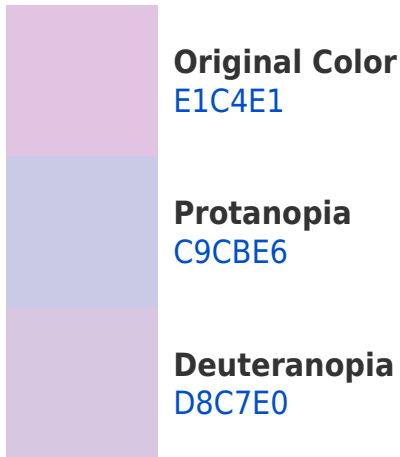 Original Color
E1C4E1
Protanopia
C9CBE6
Deuteranopia
D8C7E0